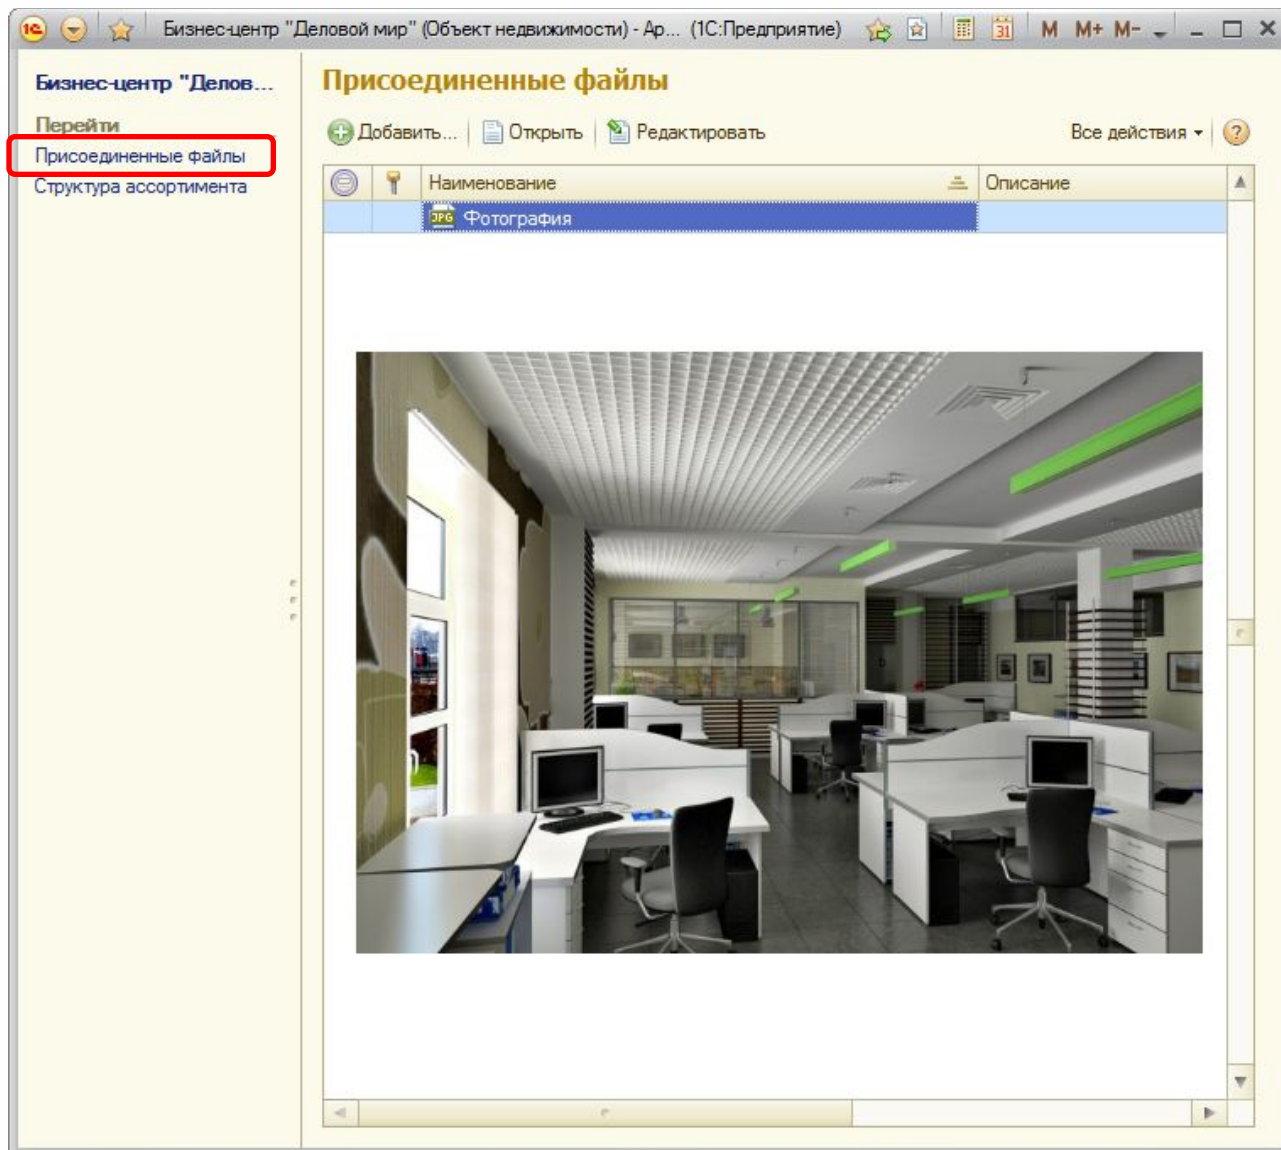 Бизнес-центр "Деловой мир" (Объект недвижимости) - Ар... (1С:Предприятие)
31
M M+ M-
Бизнес-центр "Делов...
Перейти
Присоединенные файлы
Структура ассортимента
Присоединенные файлы
Добавить... Открыть Редактировать Все действия ?
Наименование Описание
JPG Фотография